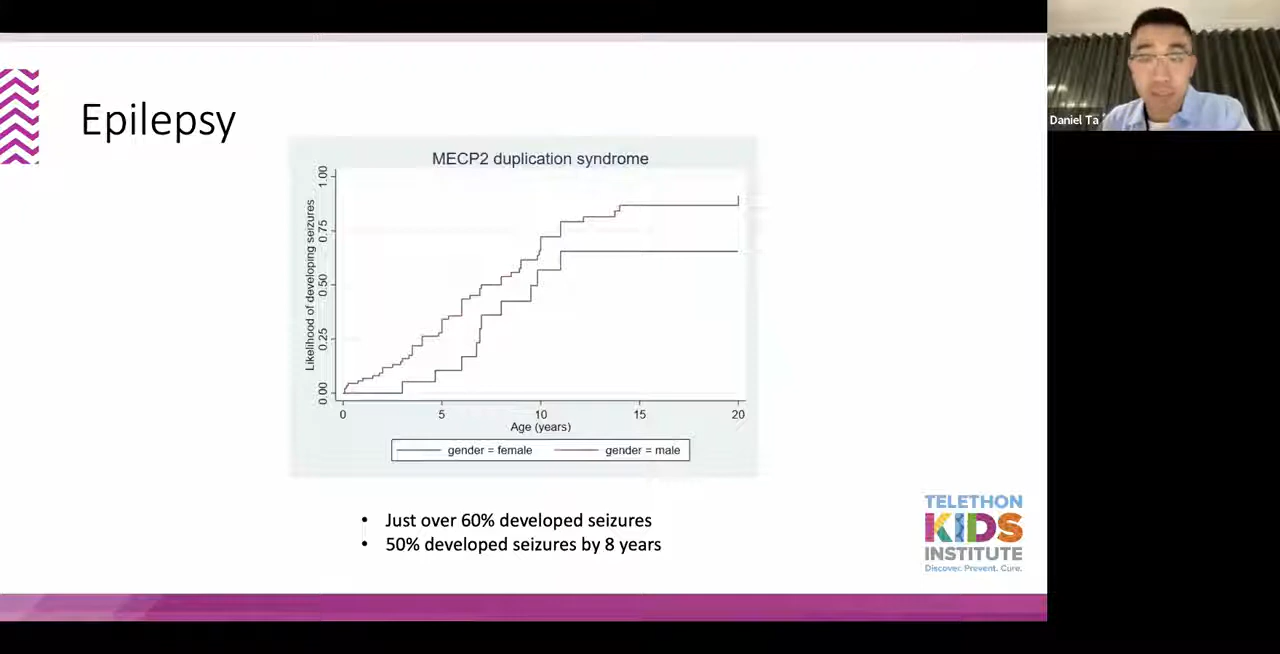 Epilepsy
MECP2 duplication syndrome
Likelihood of developing seizures
1.00
0.75
0.50
0.25
0.00
0
5
10
15
20
Age (years)
gender = female
gender = male
• Just over 60% developed seizures
• 50% developed seizures by 8 years
TELETHON
KIDS
INSTITUTE
Discover. Prevent. Cure.
Daniel Ta